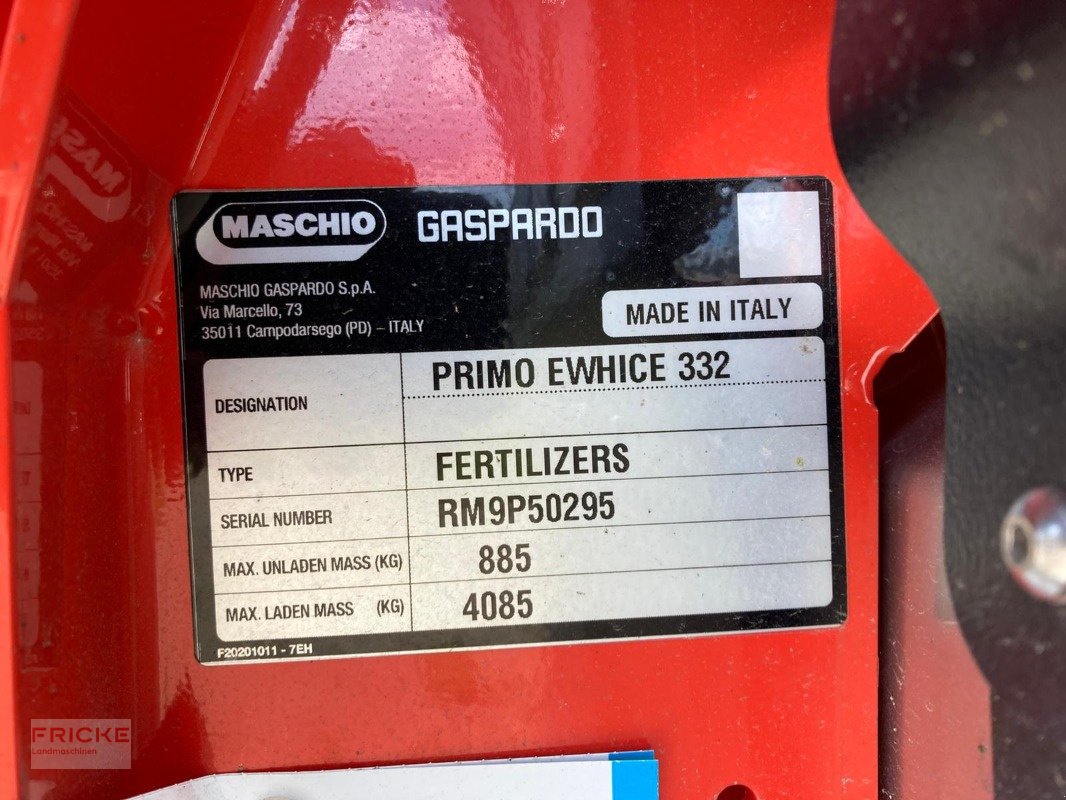 MASCHIO GASPARDO
MASCHIO GASPARDO S.p.A.
Via Marcello, 73
35011 Campodarsego (PD) – ITALY
MADE IN ITALY
DESIGNATION PRIMO EWHICE 332
TYPE FERTILIZERS
SERIAL NUMBER RM9P50295
MAX. UNLADEN MASS (KG) 885
MAX. LADEN MASS (KG) 4085
F20201011 - 7EH
FRICKE
Landmaschinen